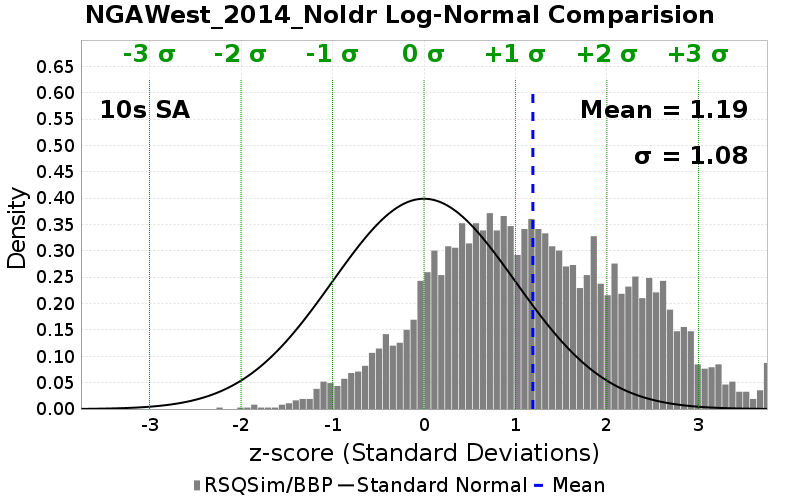 NGAWest_2014_NoIdr Log-Normal Comparision
-3 σ -2 σ -1 σ 0 σ +1 σ +2 σ +3 σ
10s SA
Mean = 1.19
σ = 1.08
Density
0.65
0.60
0.55
0.50
0.45
0.40
0.35
0.30
0.25
0.20
0.15
0.10
0.05
0.00
-3 -2 -1 0 1 2 3
z-score (Standard Deviations)
RSQSim/BBP Standard Normal Mean